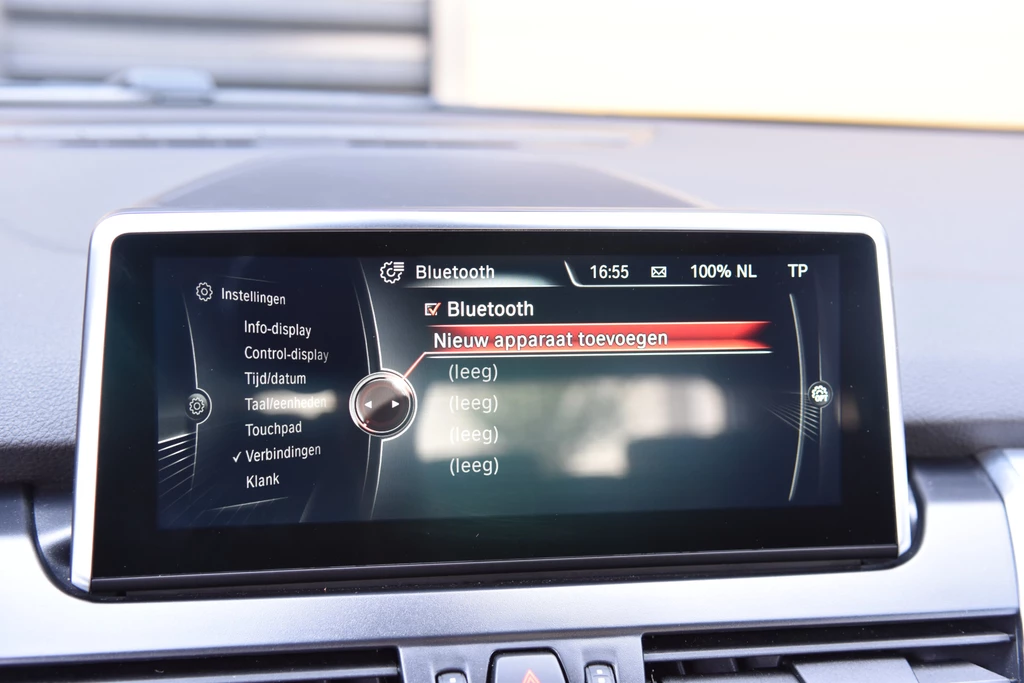 Bluetooth
16:55
100% NL
TP
Instellingen
Info-display
Control-display
Tijd/datum
Taal/eenheden
Touchpad
Verbindingen
Klank
Bluetooth
Nieuw apparaat toevoegen
(leeg)
(leeg)
(leeg)
(leeg)